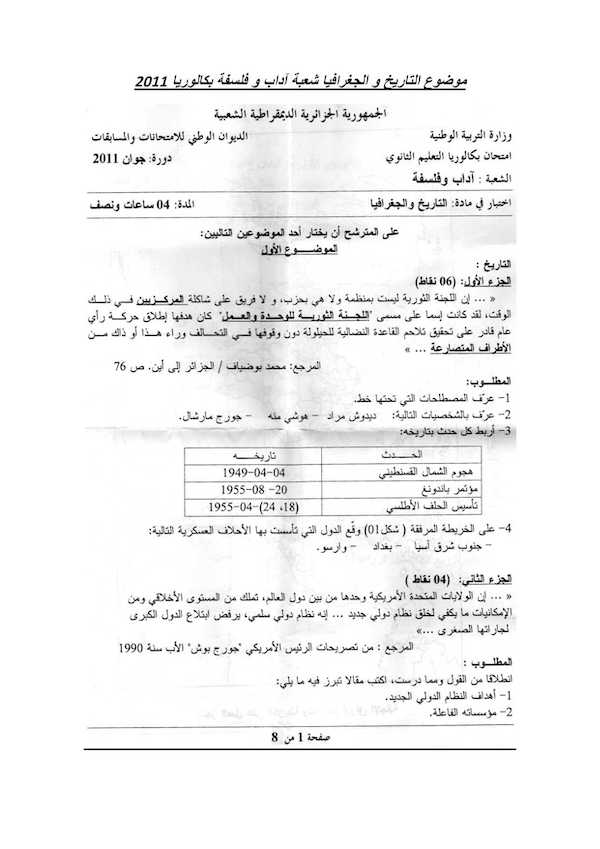 موضوع التاريخ و الجغرافيا شعبة آداب و فلسفة بكالوريا 2011
الجمهورية الجزائرية الديمقراطية الشعبية
وزارة التربية الوطنية الديوان الوطني للامتحانات والمسابقات
امتحان بكالوريا التعليم الثانوي دورة: جوان 2011
الشعبة : آداب وفلسفة
اختبار في مادة: التاريخ والجغرافيا المدة: 04 ساعات ونصف
على المترشح أن يختار أحد الموضوعين التاليين:
الموضـــوع الأول
التاريخ :
الجزء الأول: (06 نقاط)
« ... إن اللجنة الثورية ليست بمنظمة ولا هي بحزب، و لا فريق على شاكلة المركـزيين فـي ذلـك
الوقت، لقد كانت إسما على مسمى "اللجنـة الثوريـة للوحـدة والعمـل" كان هدفها إطلاق حركـة رأي
عام قادر على تحقيق تلاحم القاعدة النضالية للحيلولة دون وقوفها فـي التحـالف وراء هـذا أو ذاك مـن
الأطراف المتصارعة ... »
المرجع: محمد بوضياف / الجزائر إلى أين. ص 76
المطلـوب:
1- عرّف المصطلحات التي تحتها خط.
2- عرّف بالشخصيات التالية: ديدوش مراد – هوشي منه – جورج مارشال.
3- أربط كل حدث بتاريخه:
الحـــدث تاريخـــه
هجوم الشمال القسنطيني 04-04-1949
مؤتمر باندونغ 20- 08-1955
تأسيس الحلف الأطلسي (18، 24)-04-1955
4- على الخريطة المرفقة ( شكل01) وقّع الدول التي تأسست بها الأحلاف العسكرية التالية:
- جنوب شرق آسيا - بغداد - وارسو.
الجزء الثاني: (04 نقاط )
« ... إن الولايات المتحدة الأمريكية وحدها من بين دول العالم، تملك من المستوى الأخلاقي ومن
الإمكانيات ما يكفي لخلق نظام دولي جديد ... إنه نظام دولي سلمي، يرفض ابتلاع الدول الكبرى
لجاراتها الصغرى ...»
المرجع : من تصريحات الرئيس الأمريكي "جورج بوش" الأب سنة 1990
المطلـوب :
انطلاقا من القول ومما درست، اكتب مقالا تبرز فيه ما يلي:
1- أهداف النظام الدولي الجديد.
2- مؤسساته الفاعلة.
صفحة 1 من 8